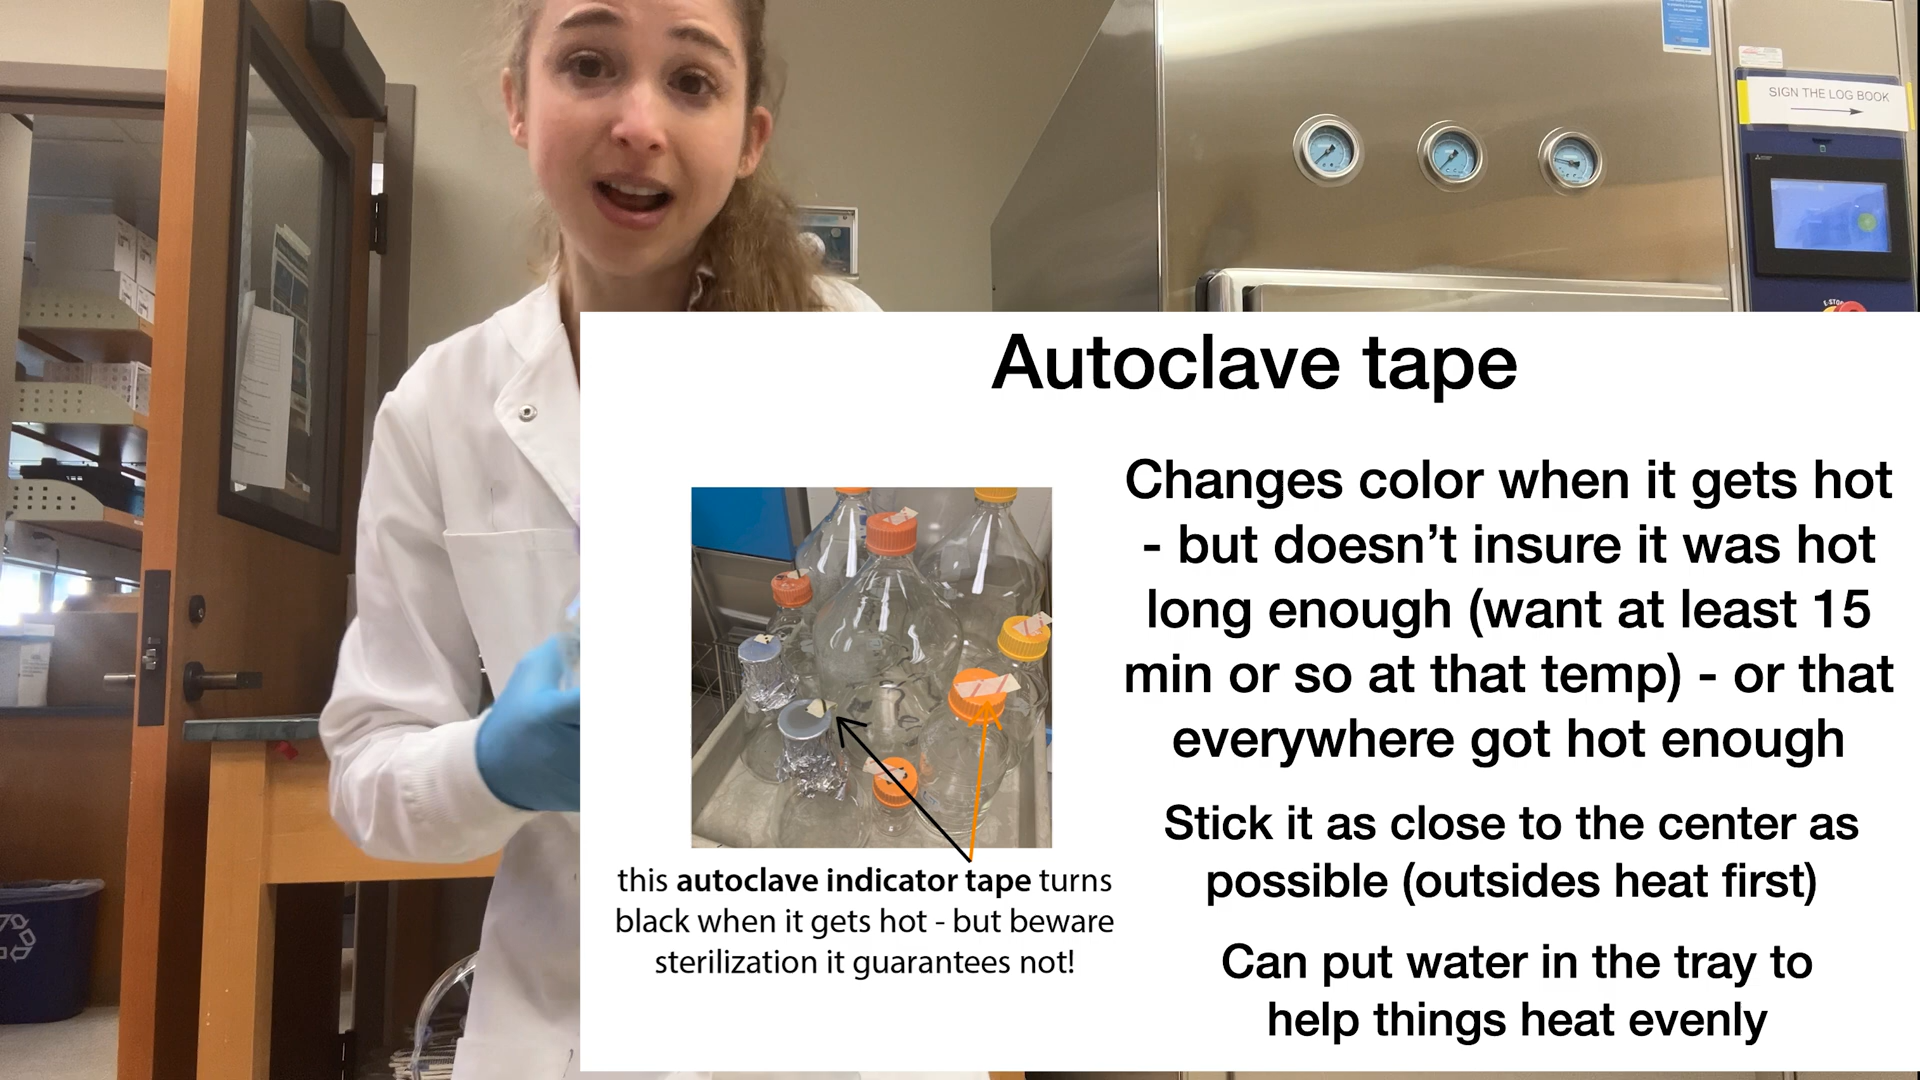 SIGN THE LOG BOOK
E-STOP
Autoclave tape
Changes color when it gets hot
- but doesn’t insure it was hot
long enough (want at least 15
min or so at that temp) - or that
everywhere got hot enough
Stick it as close to the center as
possible (outsides heat first)
Can put water in the tray to
help things heat evenly
this autoclave indicator tape turns
black when it gets hot - but beware
sterilization it guarantees not!